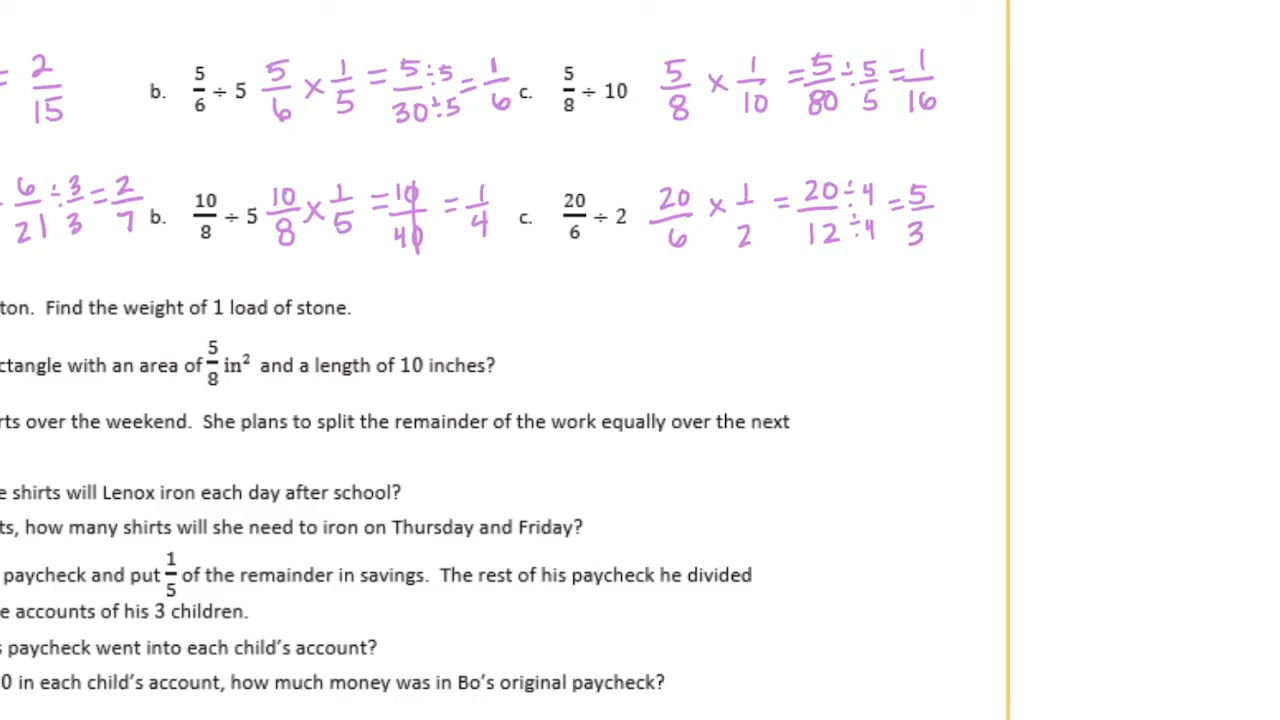 = 2/15 b. 5/6 ÷ 5 5/6 × 1/5 = 5÷5/30÷5 = 1/6 c. 5/8 ÷ 10 5/8 × 1/10 = 5/80 ÷ 5/5 = 1/16
= 6/21 ÷ 3/3 = 2/7 b. 10/8 ÷ 5 10/8 × 1/5 = 10/40 = 1/4 c. 20/6 ÷ 2 20/6 × 1/2 = 20÷4/12÷4 = 5/3
ton. Find the weight of 1 load of stone.
ctangle with an area of 5/8 in² and a length of 10 inches?
rts over the weekend. She plans to split the remainder of the work equally over the next
e shirts will Lenox iron each day after school?
ts, how many shirts will she need to iron on Thursday and Friday?
paycheck and put 1/5 of the remainder in savings. The rest of his paycheck he divided
e accounts of his 3 children.
s paycheck went into each child's account?
0 in each child's account, how much money was in Bo's original paycheck?